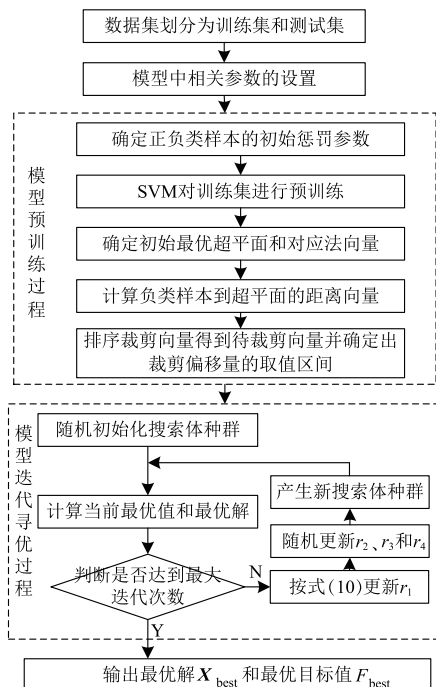 数据集划分为训练集和测试集
模型中相关参数的设置
模型预训练过程
确定正负类样本的初始惩罚参数
SVM对训练集进行预训练
确定初始最优超平面和对应法向量
计算负类样本到超平面的距离向量
排序裁剪向量得到待裁剪向量并确定出
裁剪偏移量的取值区间
模型迭代寻优过程
随机初始化搜索体种群
计算当前最优值和最优解
判断是否达到最大
迭代次数
N
Y
按式(10)更新r₁
随机更新r₂、r₃和r₄
产生新搜索体种群
输出最优解X best 和最优目标值F best